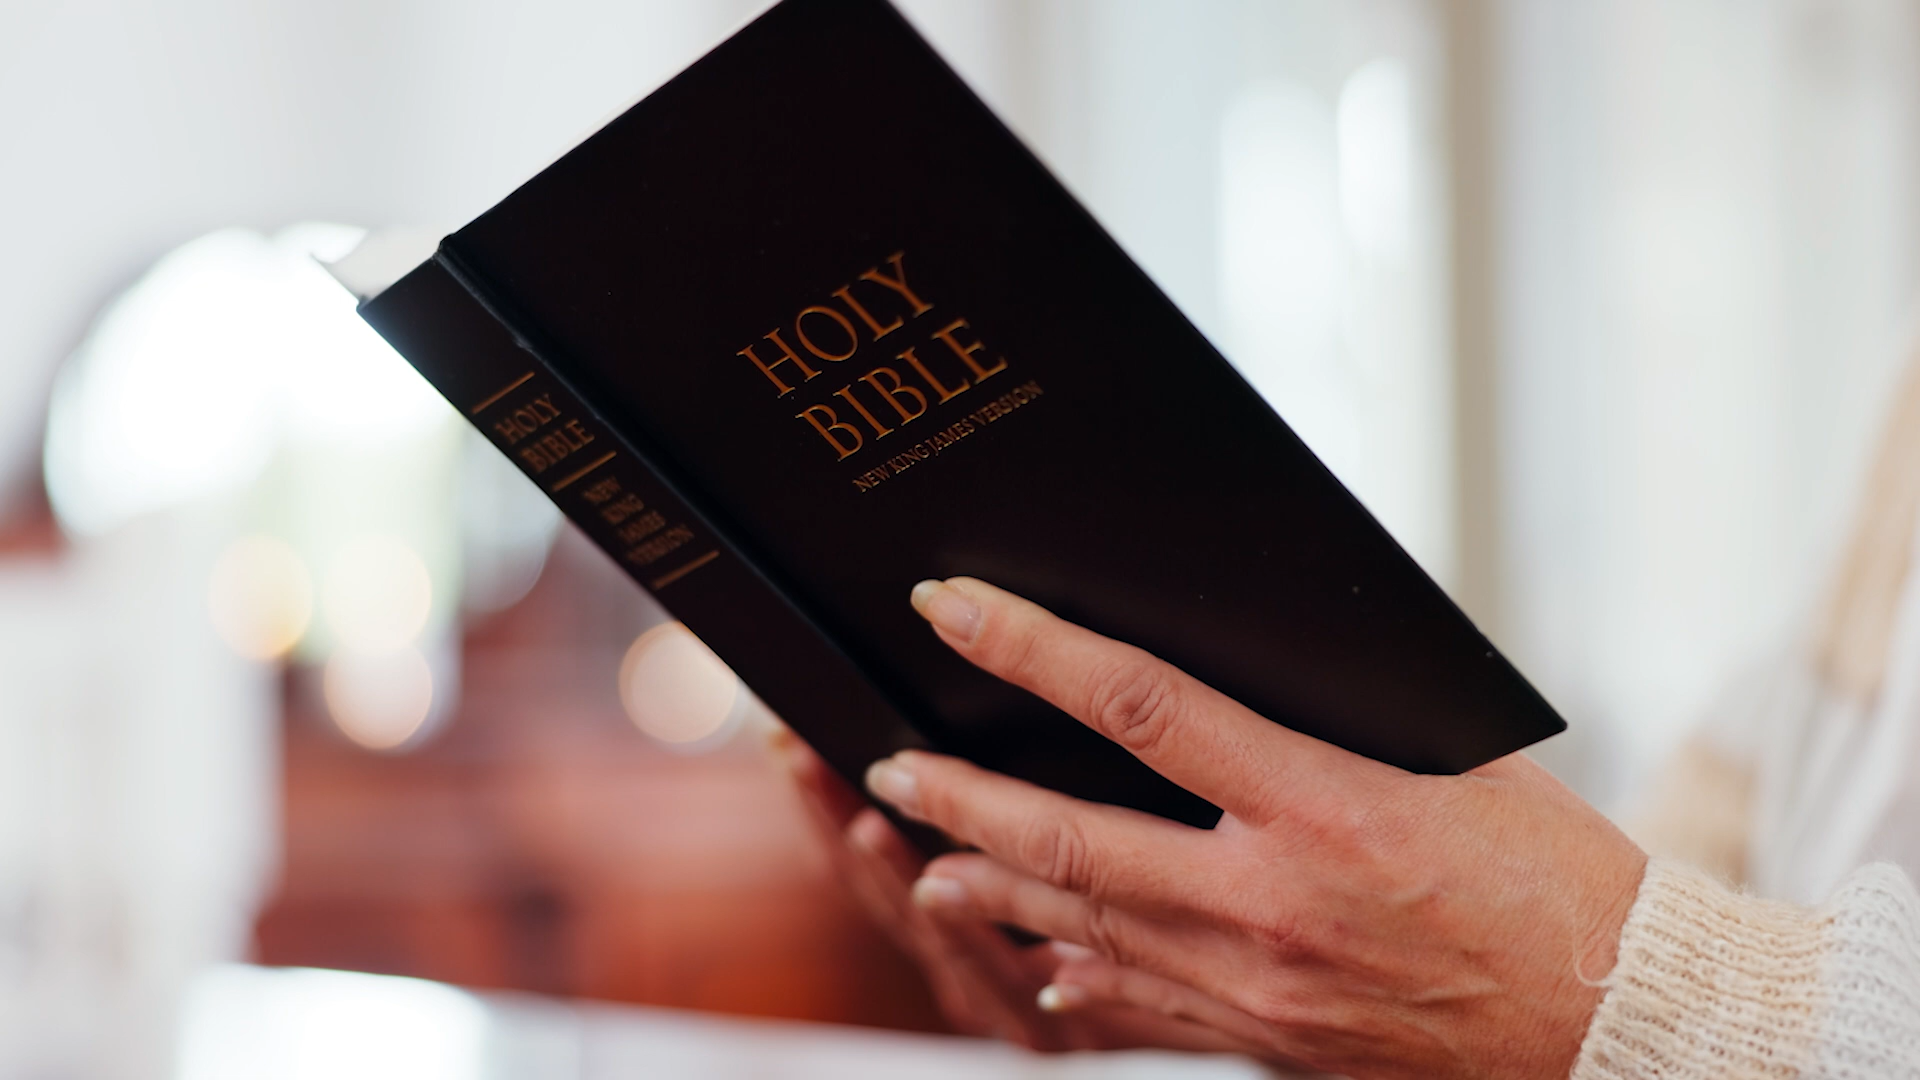 HOLY
BIBLE
NEW KING JAMES VERSION
HOLY
BIBLE
NEW
KING
JAMES
VERSION